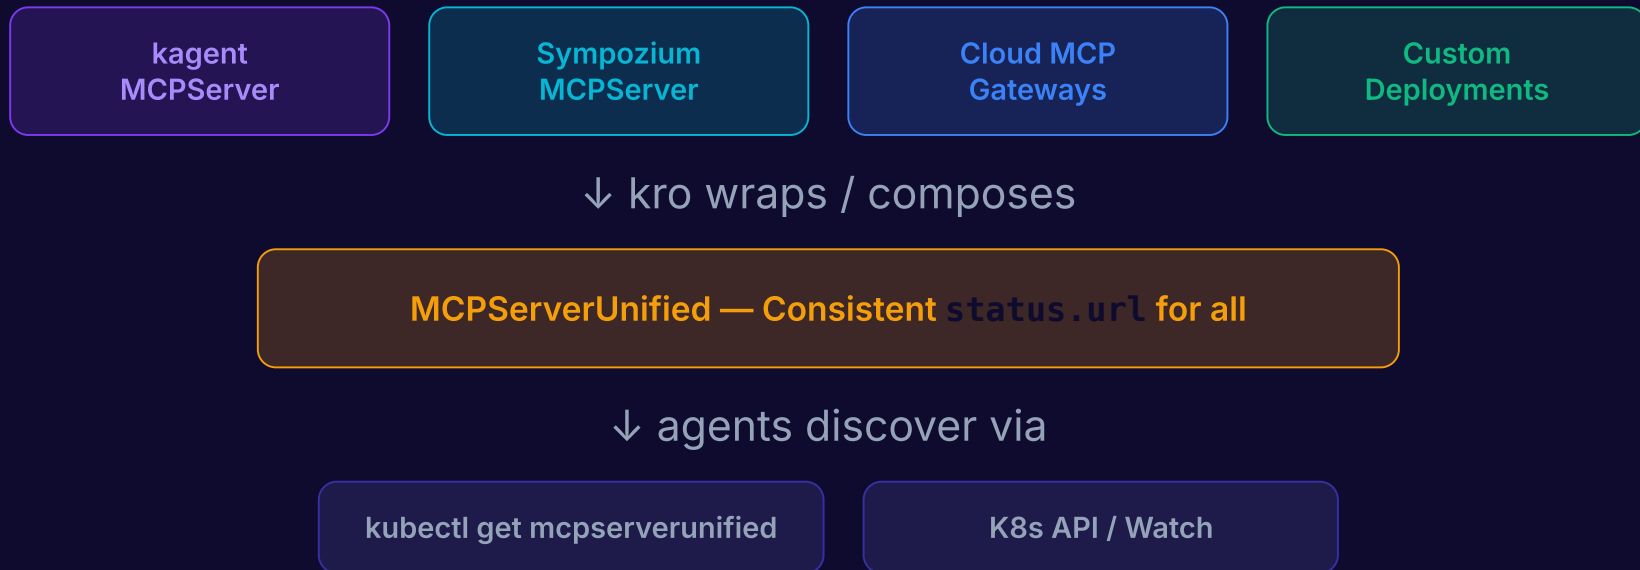 kagent
MCPServer
Sympozium
MCPServer
Cloud MCP
Gateways
Custom
Deployments
↓ kro wraps / composes
MCPServerUnified — Consistent status.url for all
↓ agents discover via
kubectl get mcpserverunified
K8s API / Watch